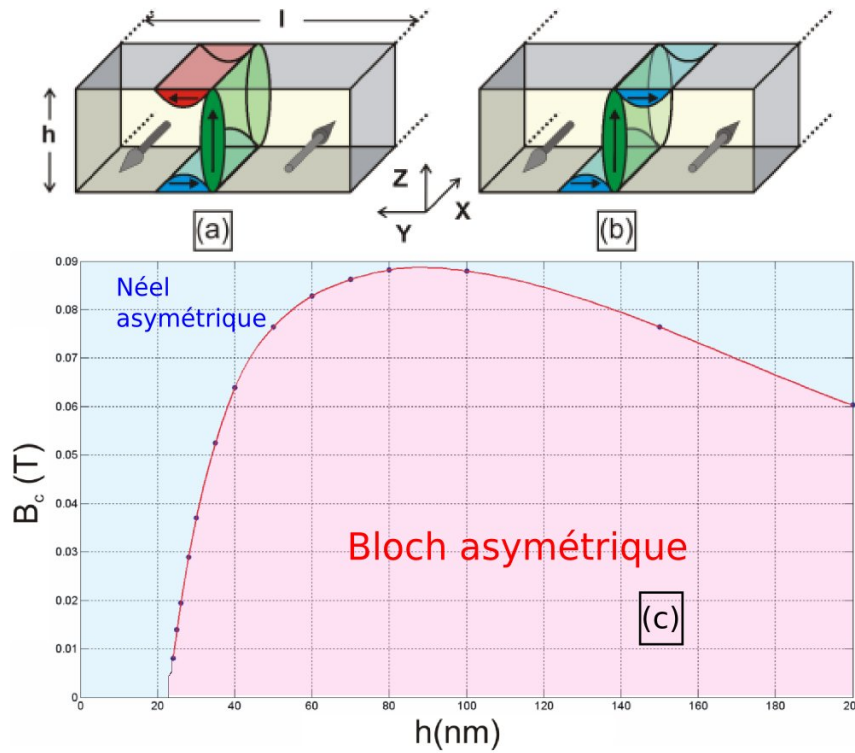 l
h
Z
Y
X
(a)
(b)
0.09
0.08
0.07
0.06
0.05
0.04
0.03
0.02
0.01
0
Néel
asymétrique
Bloch asymétrique
(c)
B_c (T)
0 20 40 60 80 100 120 140 160 180 200
h(nm)